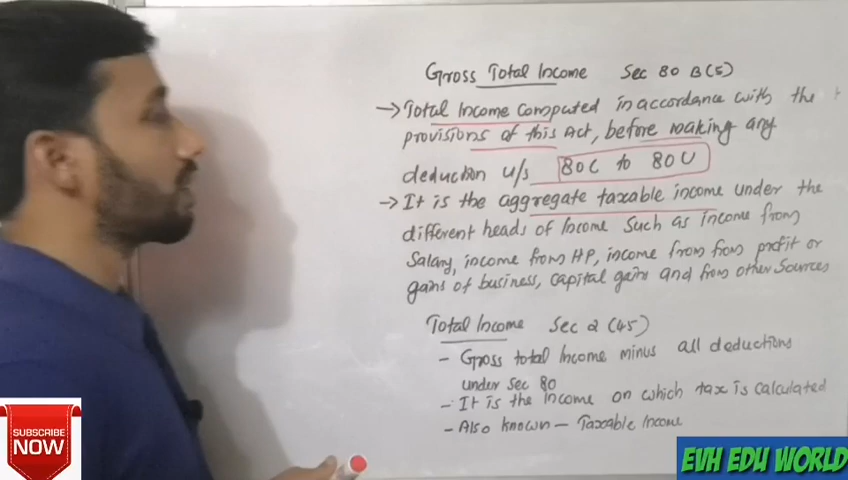 Gross Total Income Sec 80 B(5)
→ Total Income computed in accordance with the
provisions of this Act, before making any
deduction u/s 80C to 80U
→ It is the aggregate taxable income under the
different heads of Income such as income from
Salary, income from HP, income from from profit or
gains of business, capital gains and from other Sources
Total Income Sec 2 (45)
- Gross total Income minus all deductions
under Sec 80
- It is the Income on which tax is calculated
- Also known - Taxable Income
SUBSCRIBE
NOW
EVH EDU WORLD